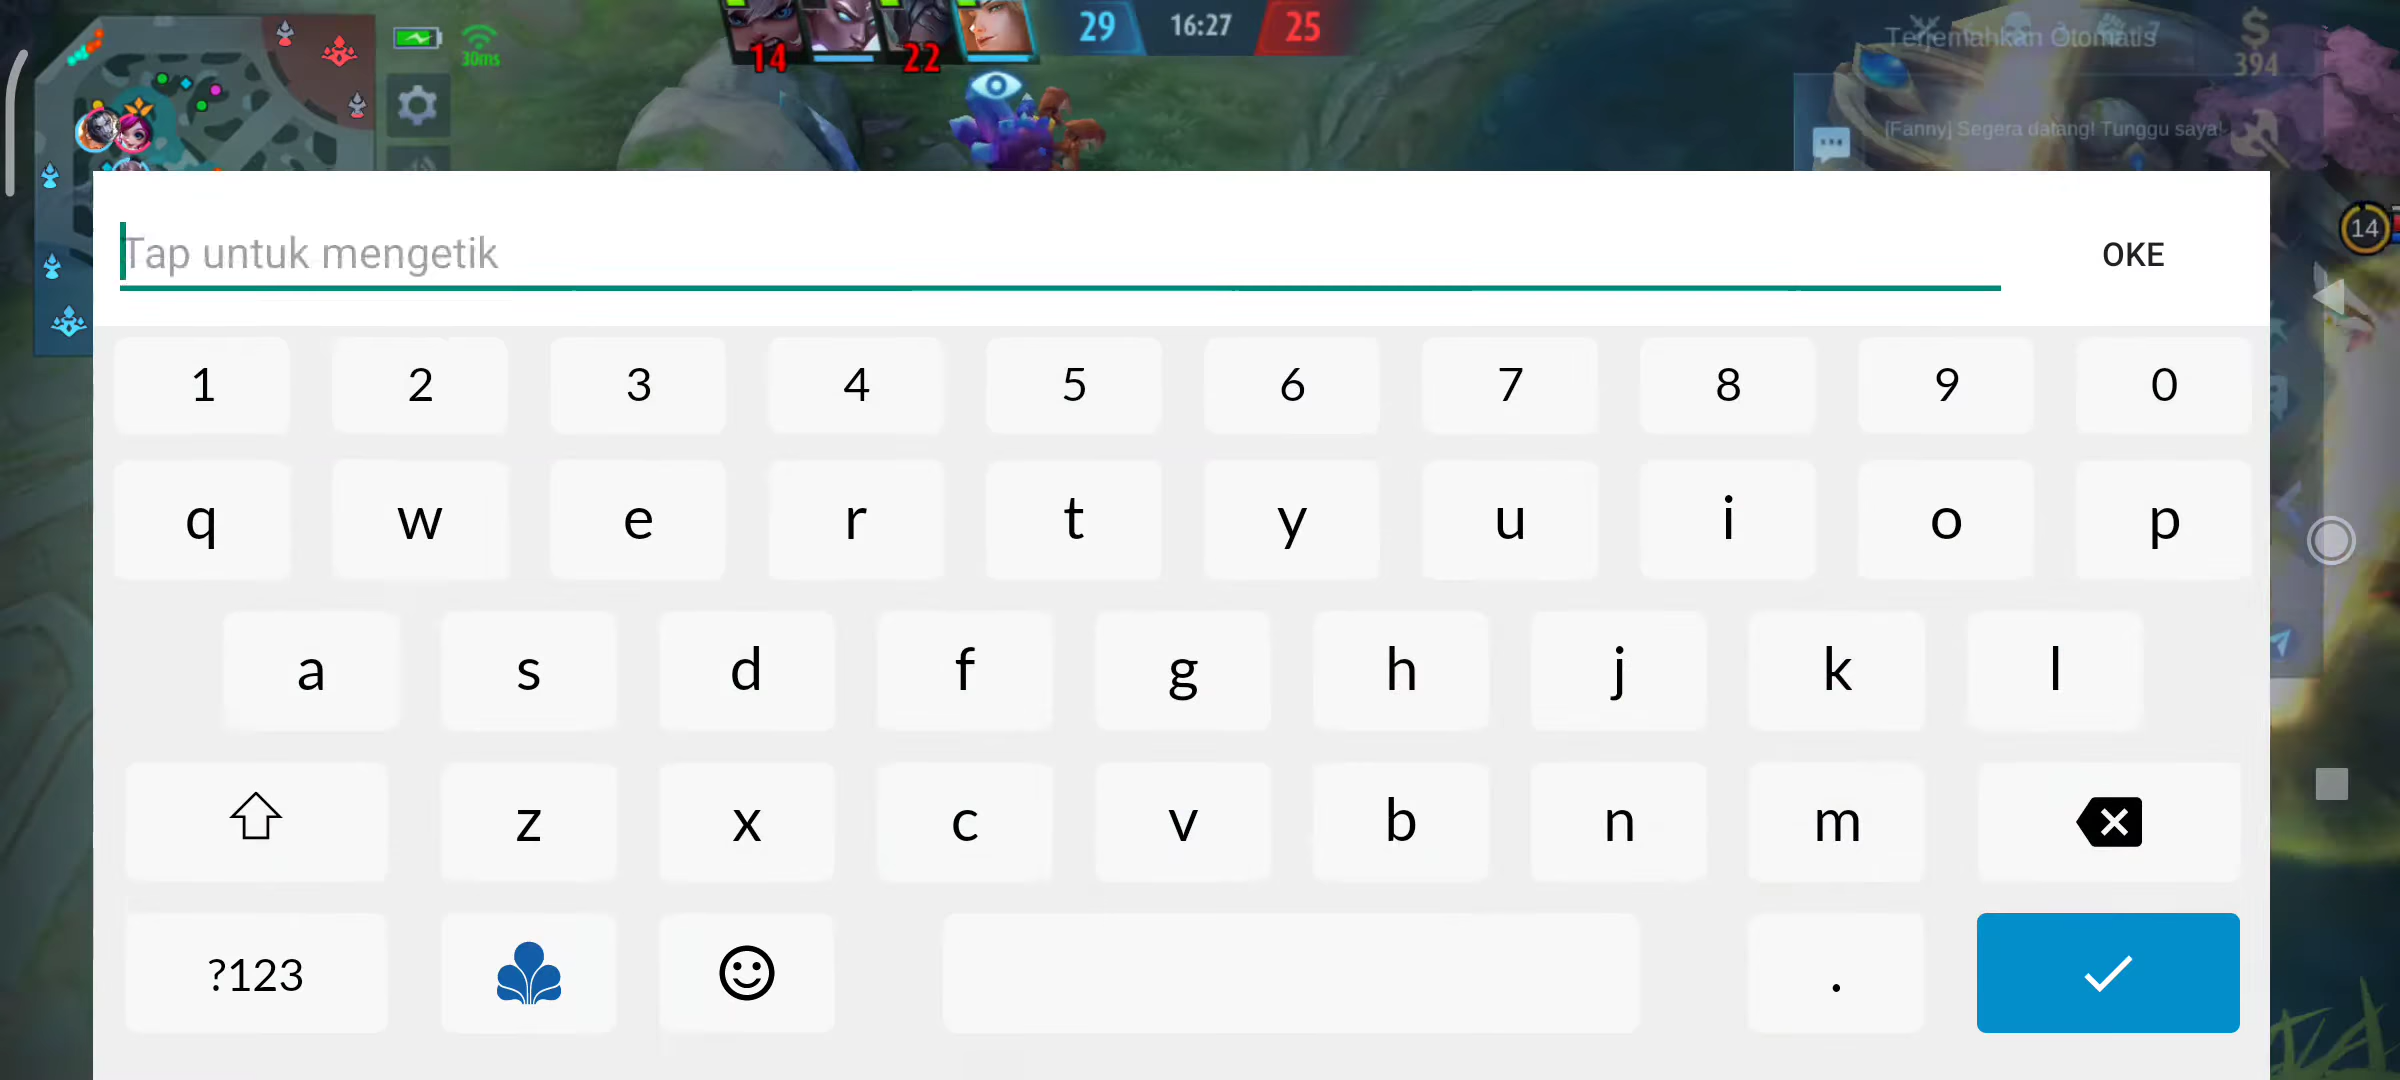 29 16:27 25
30ms
14 22
Terjemahkan Otomatis 7
394
[Fanny] Segera datang! Tunggu saya!
14
Tap untuk mengetik OKE
1 2 3 4 5 6 7 8 9 0
q w e r t y u i o p
a s d f g h j k l
z x c v b n m
?123 .